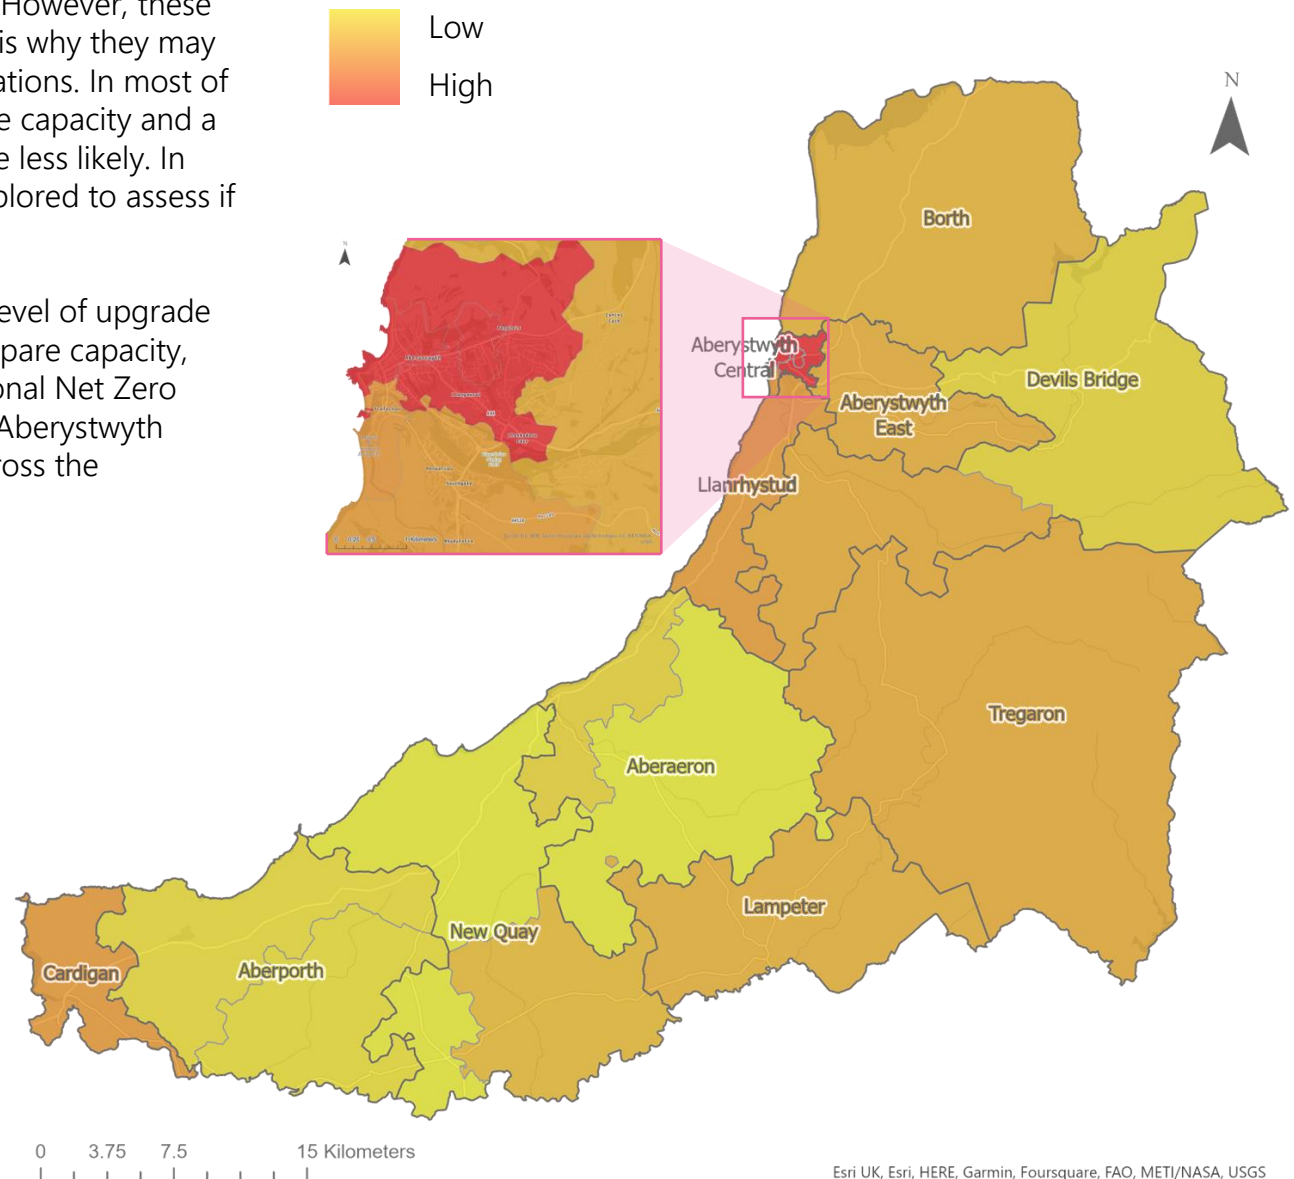 However, these
is why they may
ations. In most of
e capacity and a
e less likely. In
plored to assess if
evel of upgrade
pare capacity,
onal Net Zero
Aberystwyth
ross the
Low
High
N
N
Borth
Aberystwyth
Central
Devils Bridge
Aberystwyth
East
Llanrhystud
Tregaron
Aberaeron
Lampeter
New Quay
Aberporth
Cardigan
0 3.75 7.5 15 Kilometers
Esri UK, Esri, HERE, Garmin, Foursquare, FAO, METI/NASA, USGS